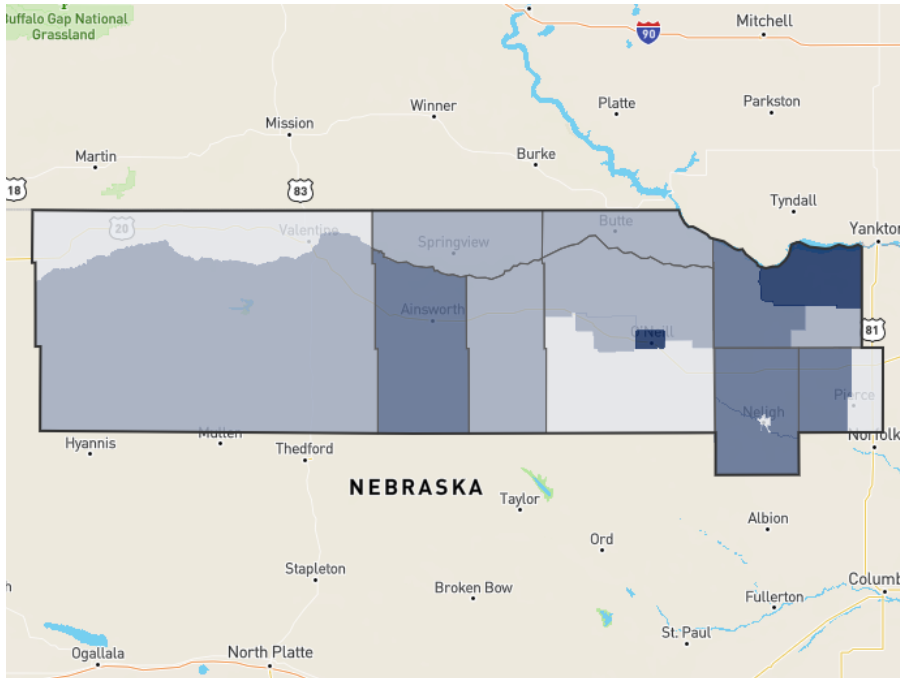 Buffalo Gap National
Grassland
90
Mitchell
Winner
Platte
Parkston
Mission
Martin
Burke
18
83
Tyndall
20
Valentine
Butte
Yankton
Springview
Ainsworth
O'Neill
81
Neligh
Pierce
Hyannis
Mullen
Thedford
Norfolk
NEBRASKA
Taylor
Albion
Ord
Stapleton
Broken Bow
Fullerton
Columb
St. Paul
Ogallala
North Platte